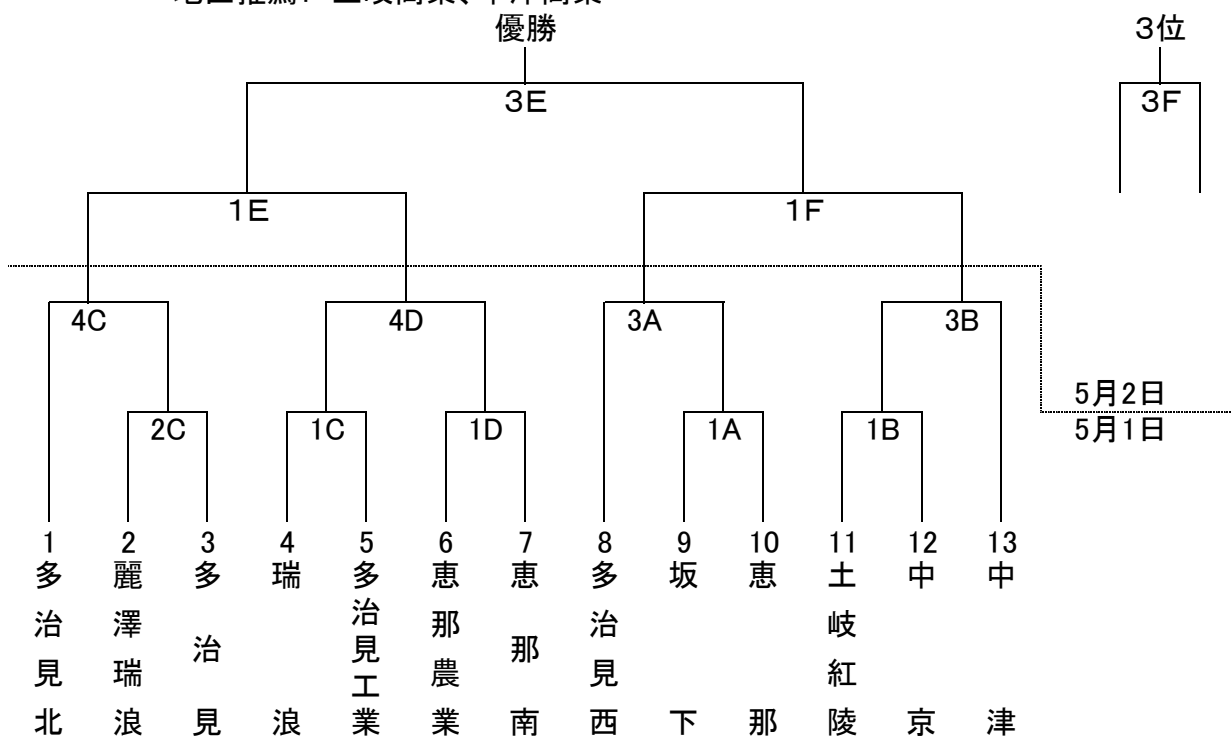 優勝
3位
3E
3F
1E
1F
4C
4D
3A
3B
5月2日
2C
1C
1D
1A
1B
5月1日
1
2
3
4
5
6
7
8
9
10
11
12
13
多治見北
麗澤瑞浪
多治見
瑞浪
多治見工業
恵那農業
恵那南
多治見西
坂下
恵那
土岐紅陵
中京
中津